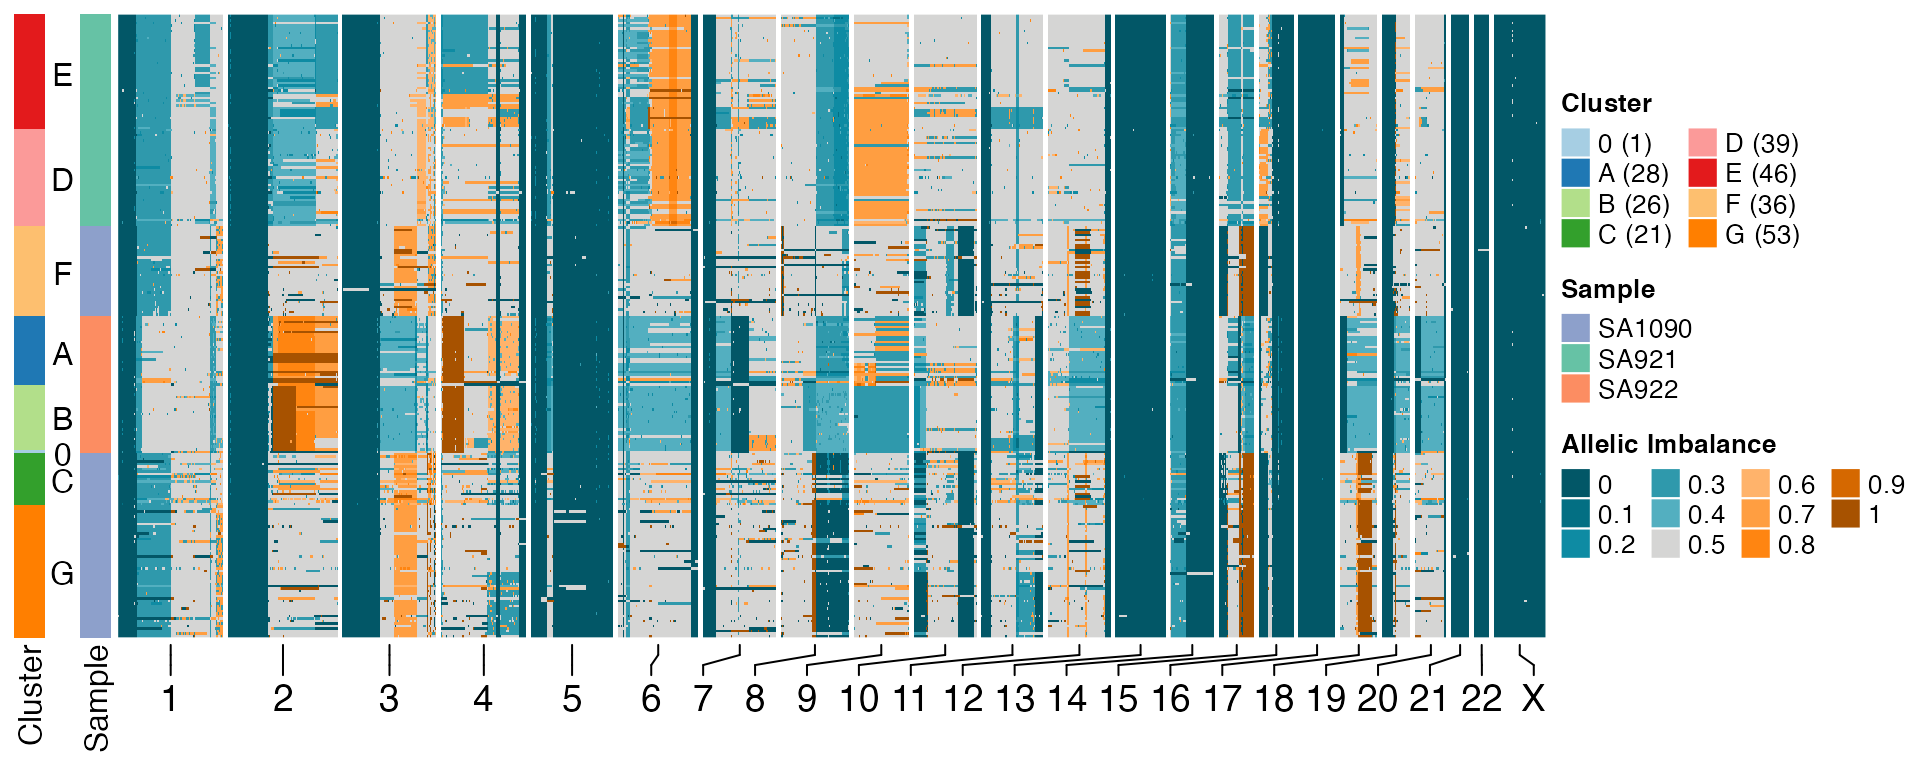 E
D
F
A
B
0
C
G
Cluster
Sample
1 2 3 4 5 6 7 8 9 10 11 12 13 14 15 16 17 18 19 20 21 22 X
Cluster
0 (1) D (39)
A (28) E (46)
B (26) F (36)
C (21) G (53)
Sample
SA1090
SA921
SA922
Allelic Imbalance
0 0.3 0.6 0.9
0.1 0.4 0.7 1
0.2 0.5 0.8